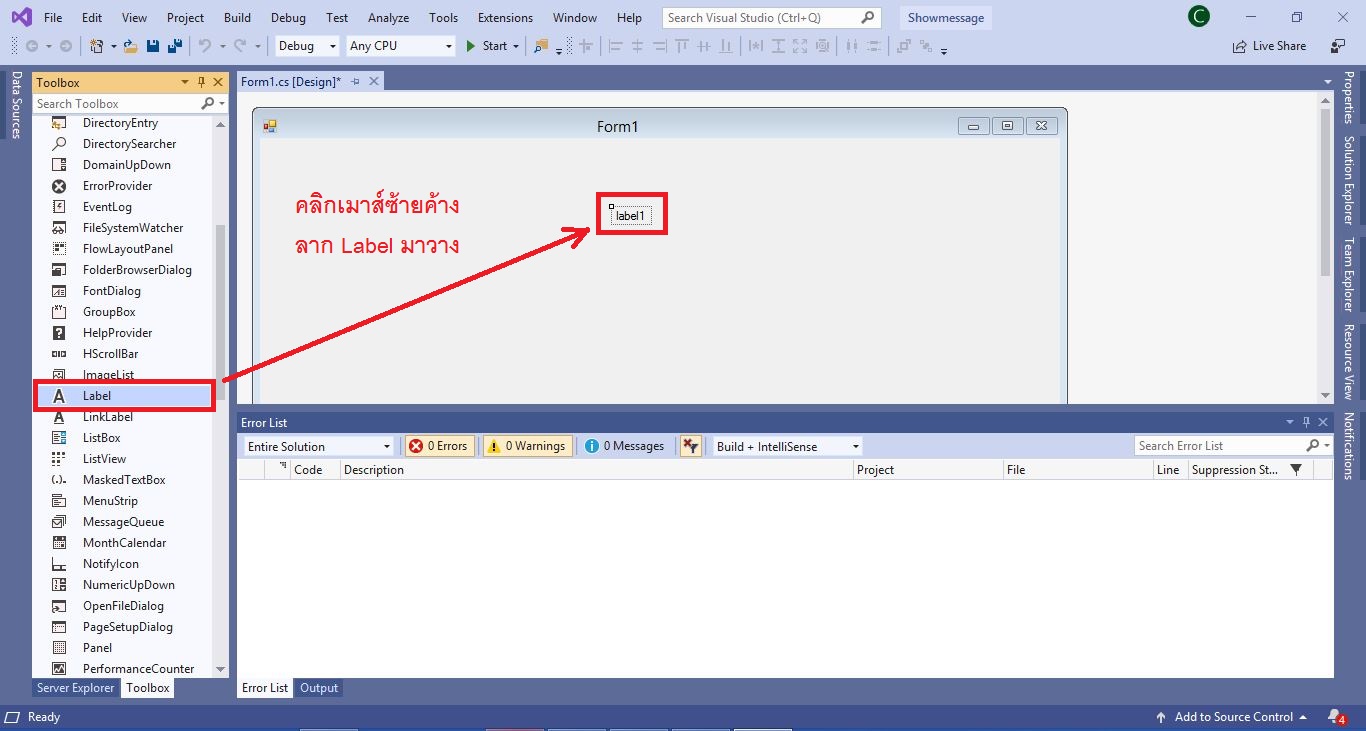 File Edit View Project Build Debug Test Analyze Tools Extensions Window Help Search Visual Studio (Ctrl+Q) Showmessage C
Debug Any CPU Start Live Share
Data Sources
Toolbox
Search Toolbox
DirectoryEntry
DirectorySearcher
DomainUpDown
ErrorProvider
EventLog
FileSystemWatcher
FlowLayoutPanel
FolderBrowserDialog
FontDialog
GroupBox
HelpProvider
HScrollBar
ImageList
Label
LinkLabel
ListBox
ListView
MaskedTextBox
MenuStrip
MessageQueue
MonthCalendar
NotifyIcon
NumericUpDown
OpenFileDialog
PageSetupDialog
Panel
PerformanceCounter
Server Explorer Toolbox
Form1.cs [Design]*
Form1
คลิกเมาส์ซ้ายค้าง
ลาก Label มาวาง
label1
Error List
Entire Solution 0 Errors 0 Warnings 0 Messages Build + IntelliSense Search Error List
Code Description Project File Line Suppression St...
Error List Output
Properties
Solution Explorer
Team Explorer
Resource View
Notifications
Ready Add to Source Control 4